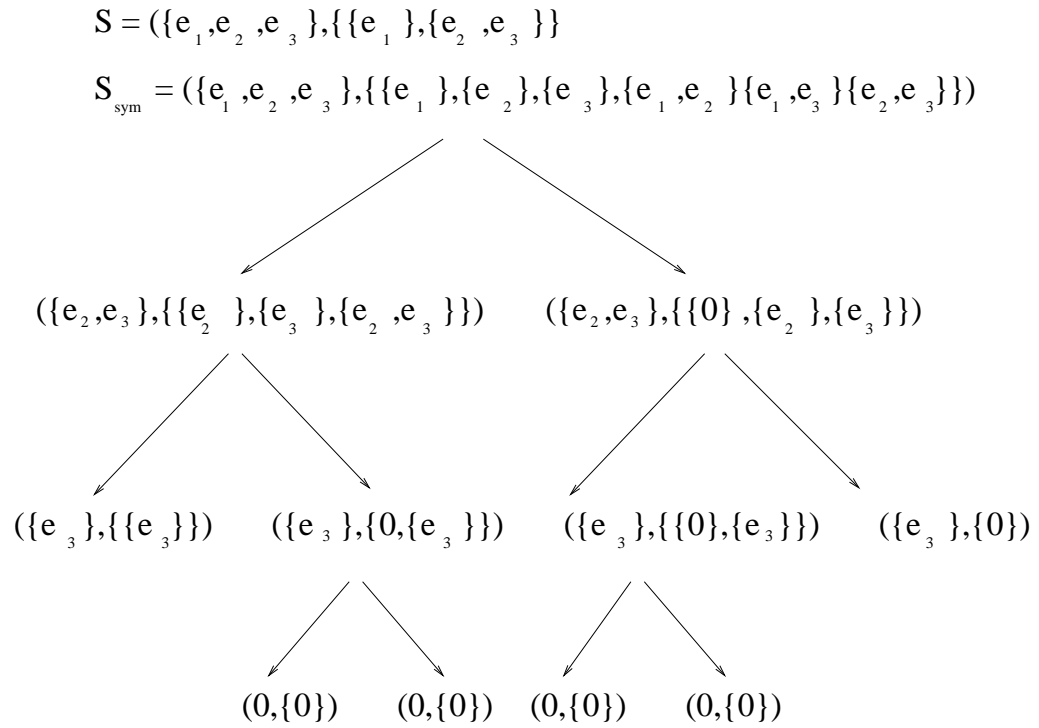 S = ({e₁,e₂ ,e₃ },{{e₁ },{e₂ ,e₃ }}
S_sym = ({e₁ ,e₂ ,e₃ },{{e₁ },{e₂},{e₃ },{e₁ ,e₂ }{e₁ ,e₃ }{e₂,e₃ }})
({e₂,e₃ },{{e₂ },{e₃ },{e₂ ,e₃ }}) ({e₂,e₃ },{{0} ,{e₂ },{e₃ }})
({e₃ },{{e₃}}) ({e₃ },{0,{e₃ }}) ({e₃ },{{0},{e₃}}) ({e₃ },{0})
(0,{0}) (0,{0}) (0,{0}) (0,{0})